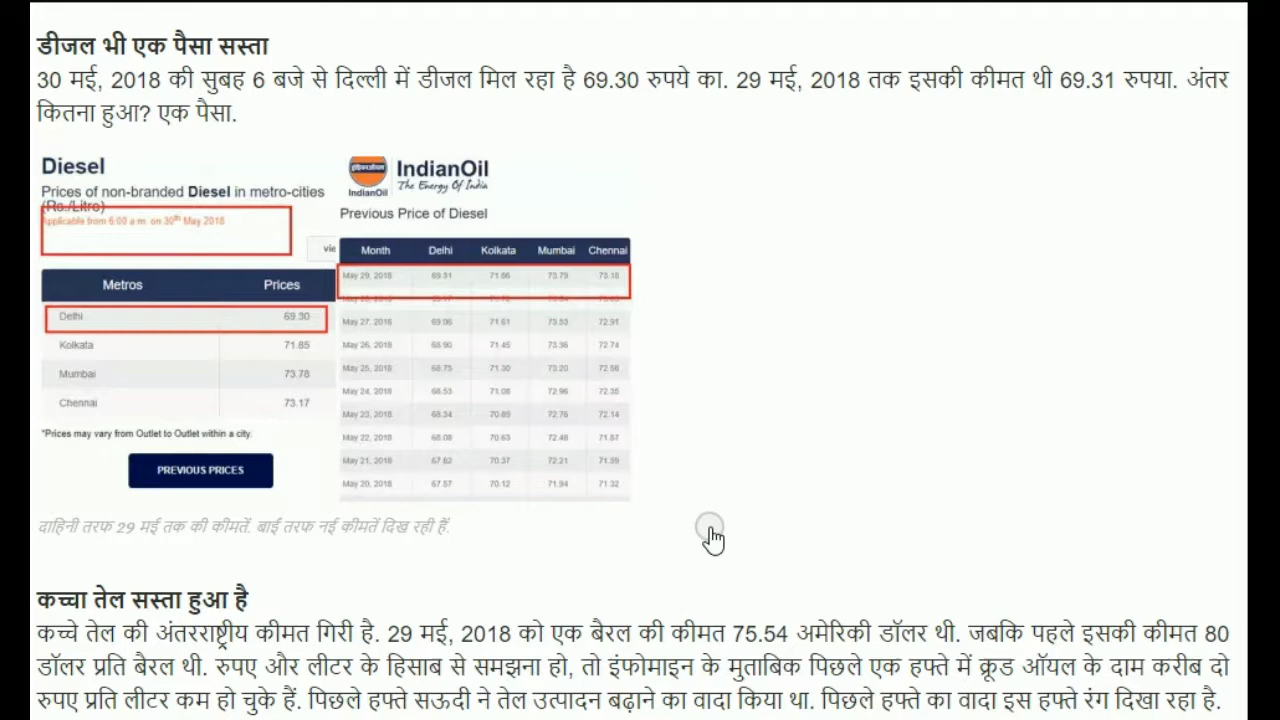 डीजल भी एक पैसा सस्ता
30 मई, 2018 की सुबह 6 बजे से दिल्ली में डीजल मिल रहा है 69.30 रुपये का. 29 मई, 2018 तक इसकी कीमत थी 69.31 रुपया. अंतर
कितना हुआ? एक पैसा.
Diesel
Prices of non-branded Diesel in metro-cities
(Rs./Litre)
Applicable from 6:00 a.m. on 30th May 2018
Metros Prices
Delhi 69.30
Kolkata 71.85
Mumbai 73.78
Chennai 73.17
*Prices may vary from Outlet to Outlet within a city.
PREVIOUS PRICES
IndianOil
IndianOil
The Energy Of India
Previous Price of Diesel
vie
Month Delhi Kolkata Mumbai Chennai
May 29, 2018 69.31 71.86 73.79 73.18
May 27, 2018 69.06 71.61 73.53 72.91
May 26, 2018 68.90 71.45 73.36 72.74
May 25, 2018 68.75 71.30 73.20 72.58
May 24, 2018 68.53 71.08 72.96 72.35
May 23, 2018 68.34 70.89 72.76 72.14
May 22, 2018 68.08 70.63 72.48 71.87
May 21, 2018 67.82 70.37 72.21 71.59
May 20, 2018 67.57 70.12 71.94 71.32
दाहिनी तरफ 29 मई तक की कीमतें. बाईं तरफ नई कीमतें दिख रही हैं.
कच्चा तेल सस्ता हुआ है
कच्चे तेल की अंतरराष्ट्रीय कीमत गिरी है. 29 मई, 2018 को एक बैरल की कीमत 75.54 अमेरिकी डॉलर थी. जबकि पहले इसकी कीमत 80
डॉलर प्रति बैरल थी. रुपए और लीटर के हिसाब से समझना हो, तो इंफोमाइन के मुताबिक पिछले एक हफ्ते में क्रूड ऑयल के दाम करीब दो
रुपए प्रति लीटर कम हो चुके हैं. पिछले हफ्ते सऊदी ने तेल उत्पादन बढ़ाने का वादा किया था. पिछले हफ्ते का वादा इस हफ्ते रंग दिखा रहा है.